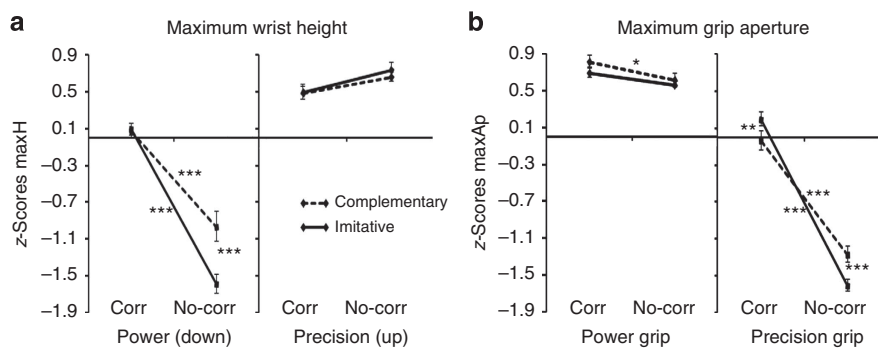 a
Maximum wrist height
z-Scores maxH
0.9
0.5
0.1
−0.3
−0.7
−1.1
−1.5
−1.9
***
***
***
Complementary
Imitative
Corr No-corr Corr No-corr
Power (down) Precision (up)
b
Maximum grip aperture
z-Scores maxAp
0.9
0.5
0.1
−0.3
−0.7
−1.1
−1.5
−1.9
*
**
***
***
***
Corr No-corr Corr No-corr
Power grip Precision grip